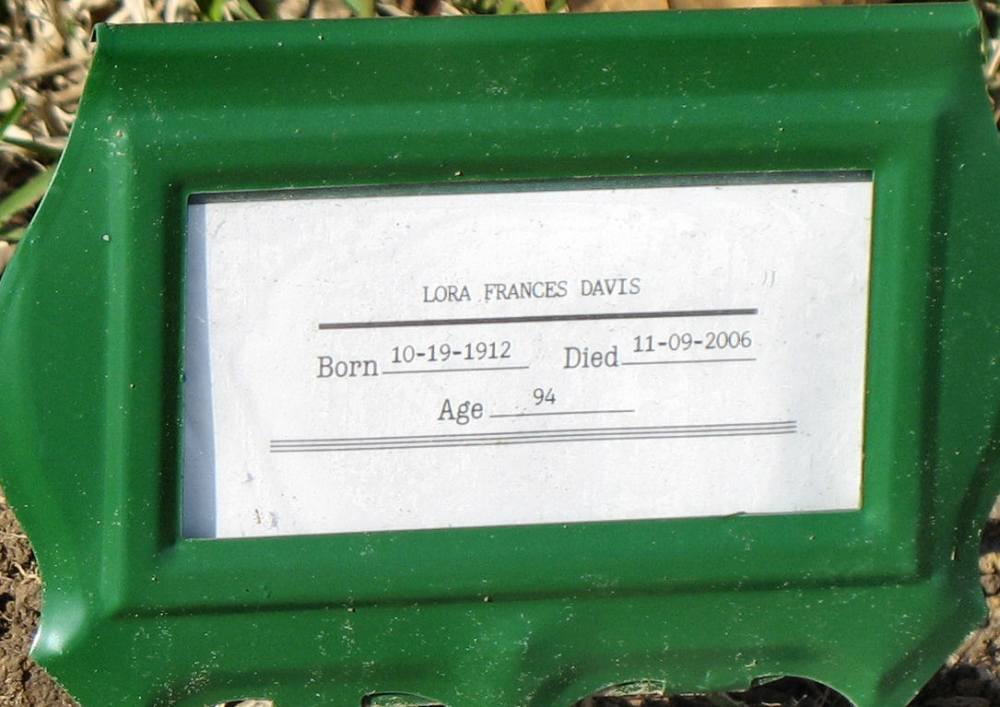 LORA FRANCES DAVIS
Born 10-19-1912 Died 11-09-2006
Age 94